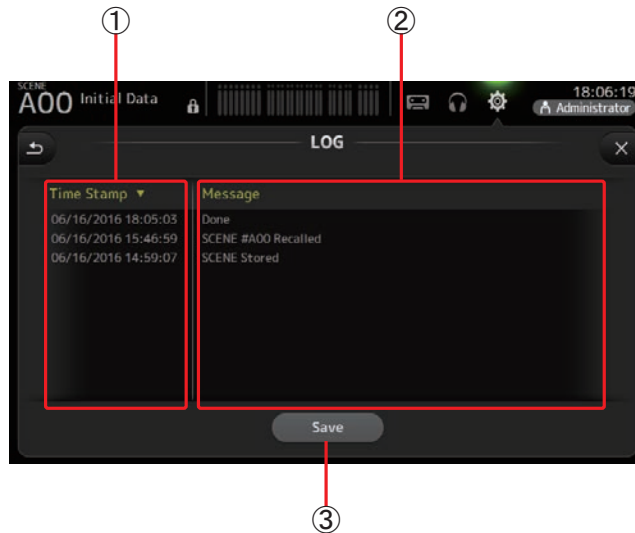 ① ②
SCENE
A00 Initial Data 18:06:19
Administrator
LOG
Time Stamp ▼ Message
06/16/2016 18:05:03 Done
06/16/2016 15:46:59 SCENE #A00 Recalled
06/16/2016 14:59:07 SCENE Stored
Save
③